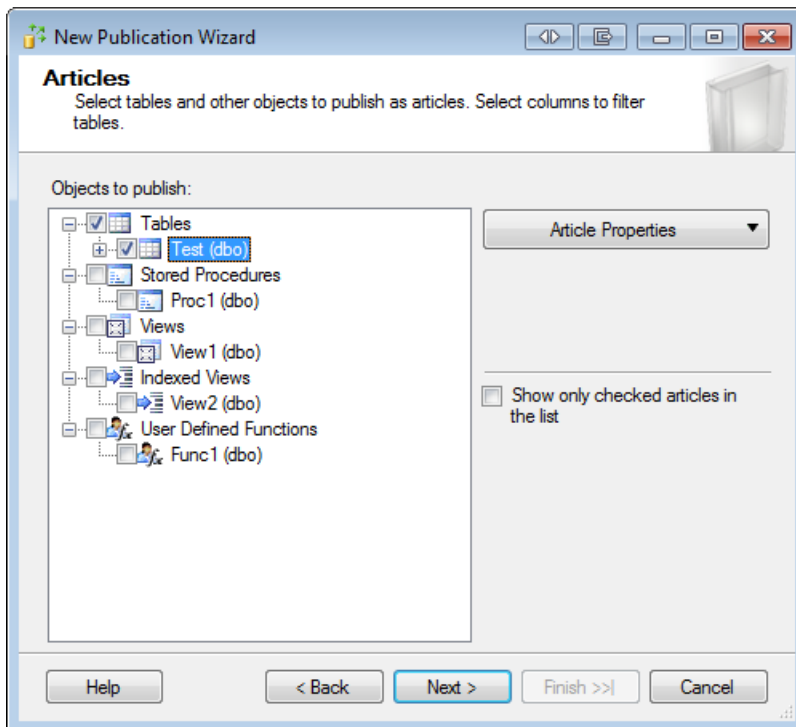 New Publication Wizard
Articles
Select tables and other objects to publish as articles. Select columns to filter
tables.
Objects to publish:
Tables
Test (dbo)
Stored Procedures
Proc1 (dbo)
Views
View1 (dbo)
Indexed Views
View2 (dbo)
User Defined Functions
Func1 (dbo)
Article Properties
Show only checked articles in
the list
Help
< Back
Next >
Finish >>|
Cancel